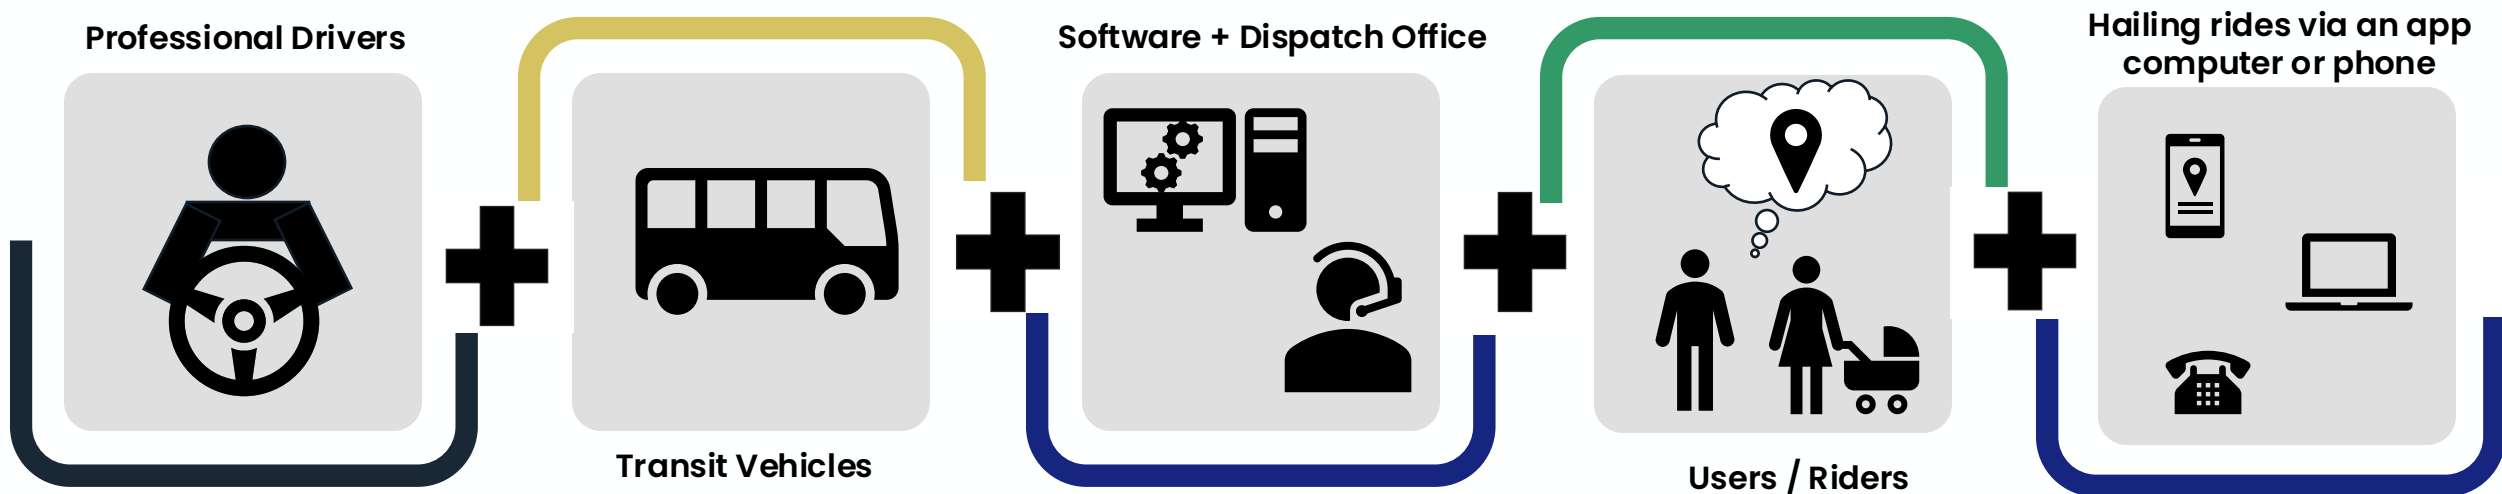 Professional Drivers
Transit Vehicles
Software + Dispatch Office
Users / Riders
Hailing rides via an app
computer or phone